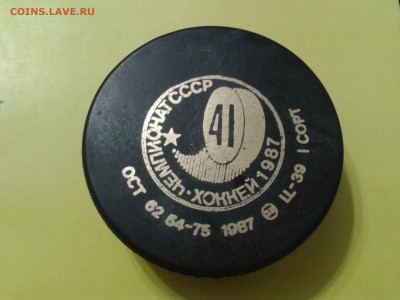 COINS.LAVE.RU
ЧЕМПИОНАТ СССР
41
ХОККЕЙ 1987
ОСТ 62 54-75 1987 Ц-39 I СОРТ